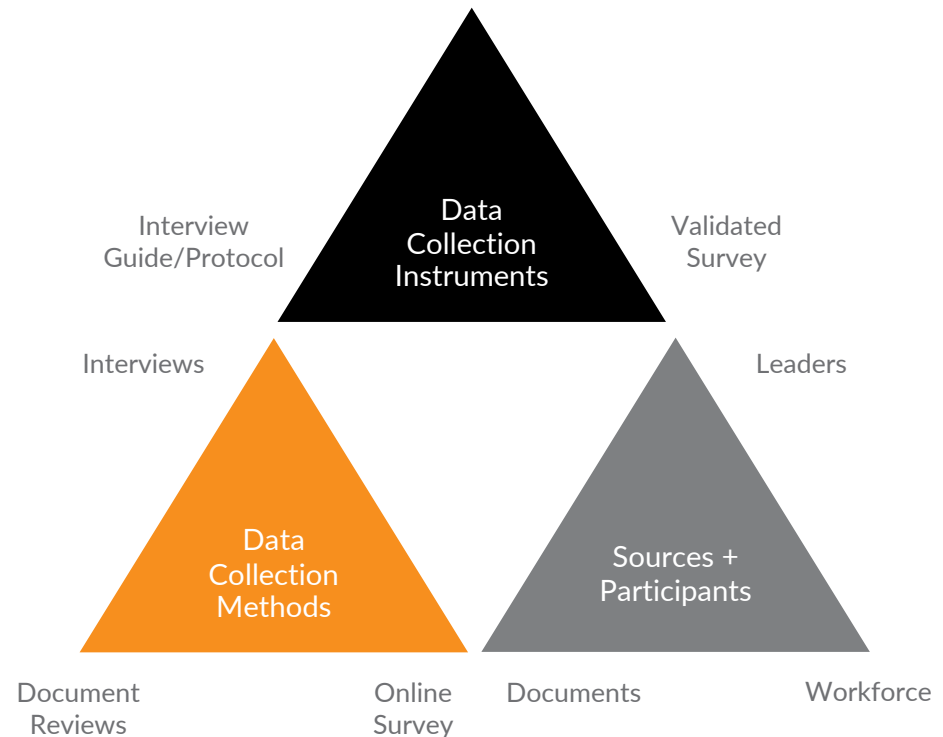 Data
Collection
Instruments
Interview
Guide/Protocol
Validated
Survey
Interviews
Leaders
Data
Collection
Methods
Sources +
Participants
Document
Reviews
Online
Survey
Documents
Workforce